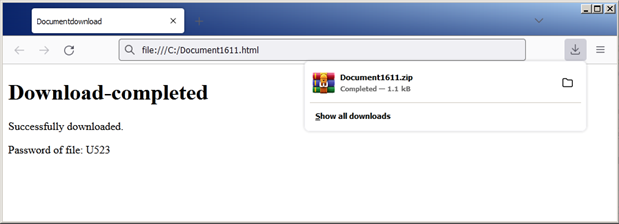 Documentdownload
file:///C:/Document1611.html
Document1611.zip
Completed — 1.1 kB
Show all downloads
Download-completed
Successfully downloaded.
Password of file: U523